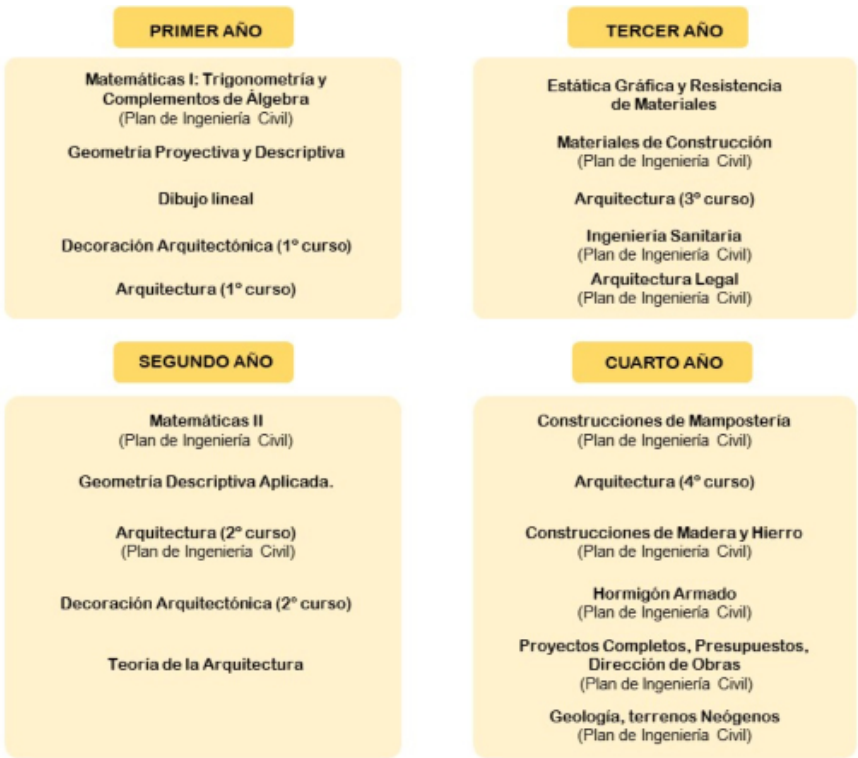 PRIMER AÑO
Matemáticas I: Trigonometría y
Complementos de Álgebra
(Plan de Ingeniería Civil)
Geometría Proyectiva y Descriptiva
Dibujo lineal
Decoración Arquitectónica (1º curso)
Arquitectura (1º curso)
SEGUNDO AÑO
Matemáticas II
(Plan de Ingeniería Civil)
Geometría Descriptiva Aplicada.
Arquitectura (2º curso)
(Plan de Ingeniería Civil)
Decoración Arquitectónica (2º curso)
Teoría de la Arquitectura
TERCER AÑO
Estática Gráfica y Resistencia
de Materiales
Materiales de Construcción
(Plan de Ingeniería Civil)
Arquitectura (3º curso)
Ingeniería Sanitaria
(Plan de Ingeniería Civil)
Arquitectura Legal
(Plan de Ingeniería Civil)
CUARTO AÑO
Construcciones de Mampostería
(Plan de Ingeniería Civil)
Arquitectura (4º curso)
Construcciones de Madera y Hierro
(Plan de Ingeniería Civil)
Hormigón Armado
(Plan de Ingeniería Civil)
Proyectos Completos, Presupuestos,
Dirección de Obras
(Plan de Ingeniería Civil)
Geología, terrenos Neógenos
(Plan de Ingeniería Civil)